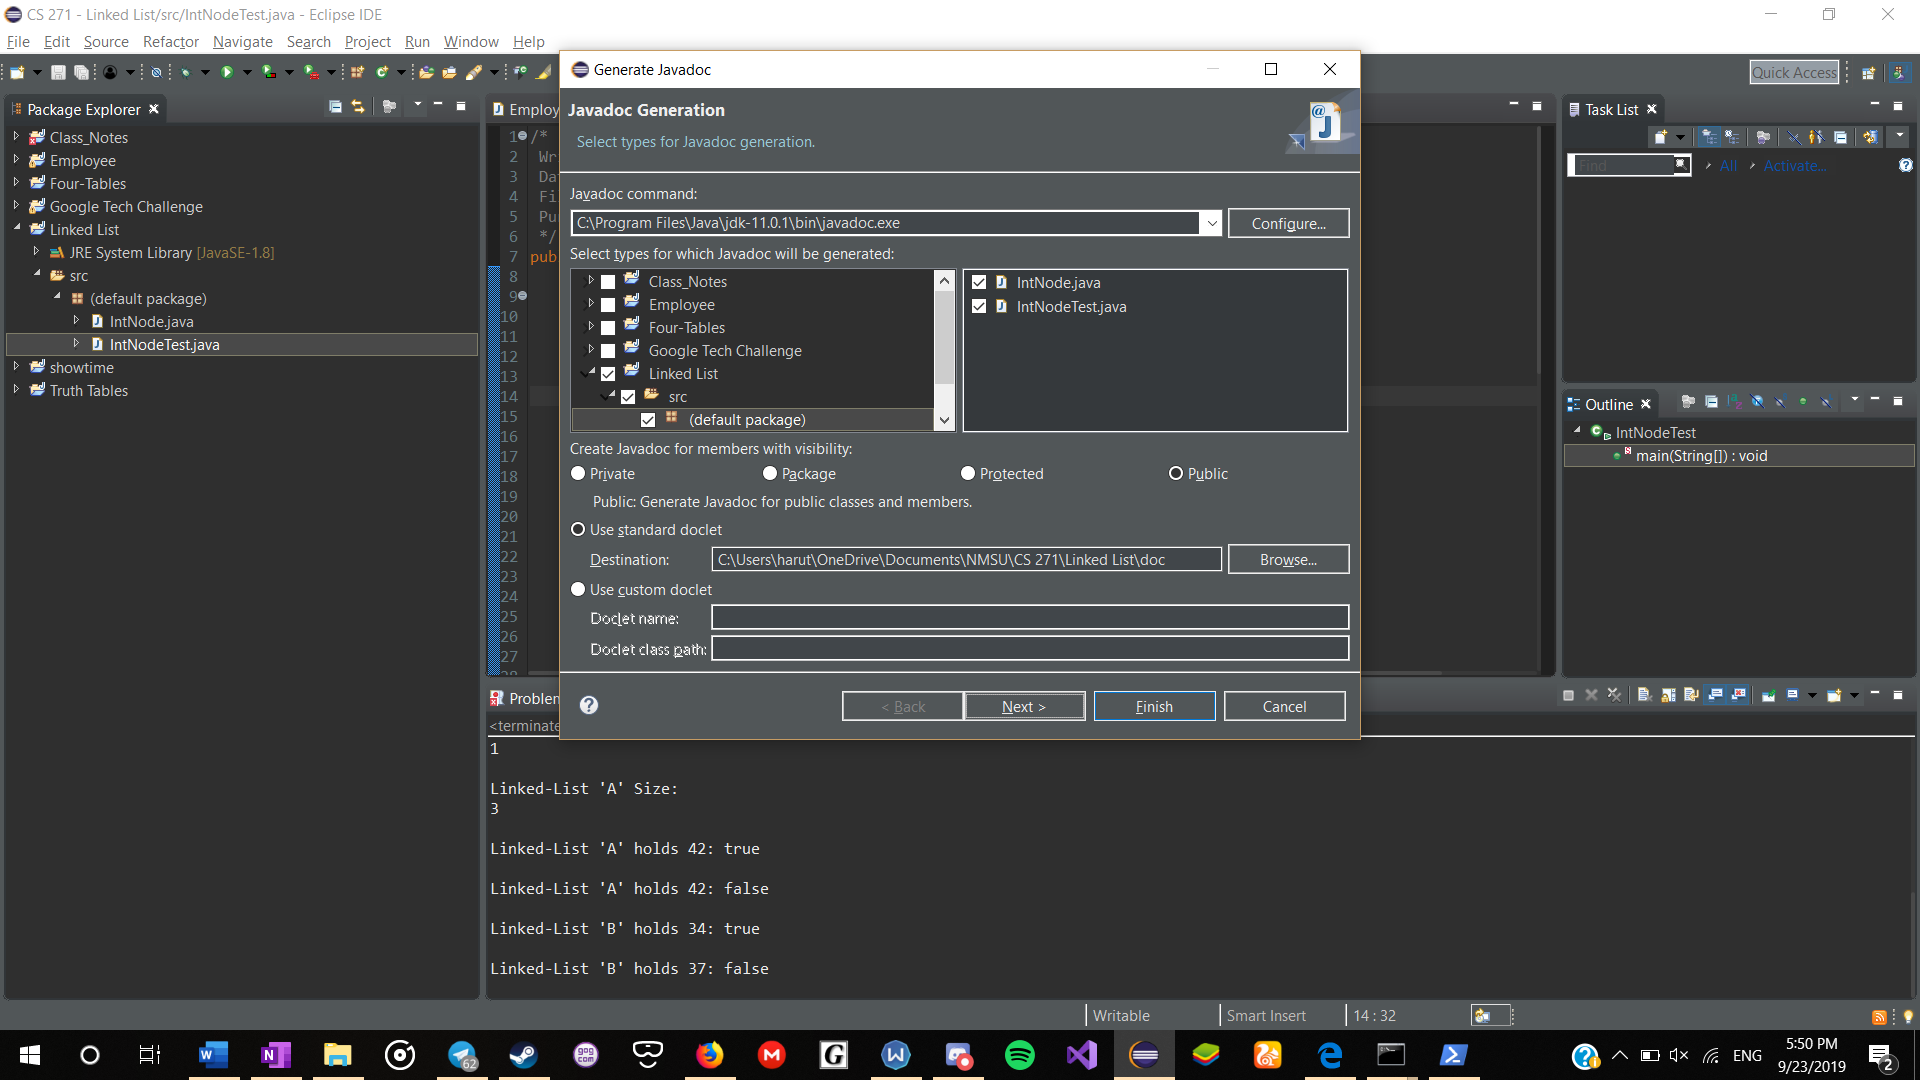 CS 271 - Linked List/src/IntNodeTest.java - Eclipse IDE
File Edit Source Refactor Navigate Search Project Run Window Help
Quick Access
Package Explorer
Class_Notes
Employee
Four-Tables
Google Tech Challenge
Linked List
JRE System Library [JavaSE-1.8]
src
(default package)
IntNode.java
IntNodeTest.java
showtime
Truth Tables
Employ
1 /*
2 Wr
3 Da
4 Fi
5 Pu
6 */
7 pub
8
9
10
11
12
13
14
15
16
17
18
19
20
21
22
23
24
25
26
27
Generate Javadoc
Javadoc Generation
Select types for Javadoc generation.
Javadoc command:
C:\Program Files\Java\jdk-11.0.1\bin\javadoc.exe
Configure...
Select types for which Javadoc will be generated:
Class_Notes
Employee
Four-Tables
Google Tech Challenge
Linked List
src
(default package)
IntNode.java
IntNodeTest.java
Create Javadoc for members with visibility:
Private Package Protected Public
Public: Generate Javadoc for public classes and members.
Use standard doclet
Destination: C:\Users\harut\OneDrive\Documents\NMSU\CS 271\Linked List\doc Browse...
Use custom doclet
Doclet name:
Doclet class path:
< Back Next > Finish Cancel
Task List
Find All Activate...
Outline
IntNodeTest
main(String[]) : void
Problem
<terminate
1
Linked-List 'A' Size:
3
Linked-List 'A' holds 42: true
Linked-List 'A' holds 42: false
Linked-List 'B' holds 34: true
Linked-List 'B' holds 37: false
Writable Smart Insert 14 : 32
62
gog
com
ENG
5:50 PM
9/23/2019
2